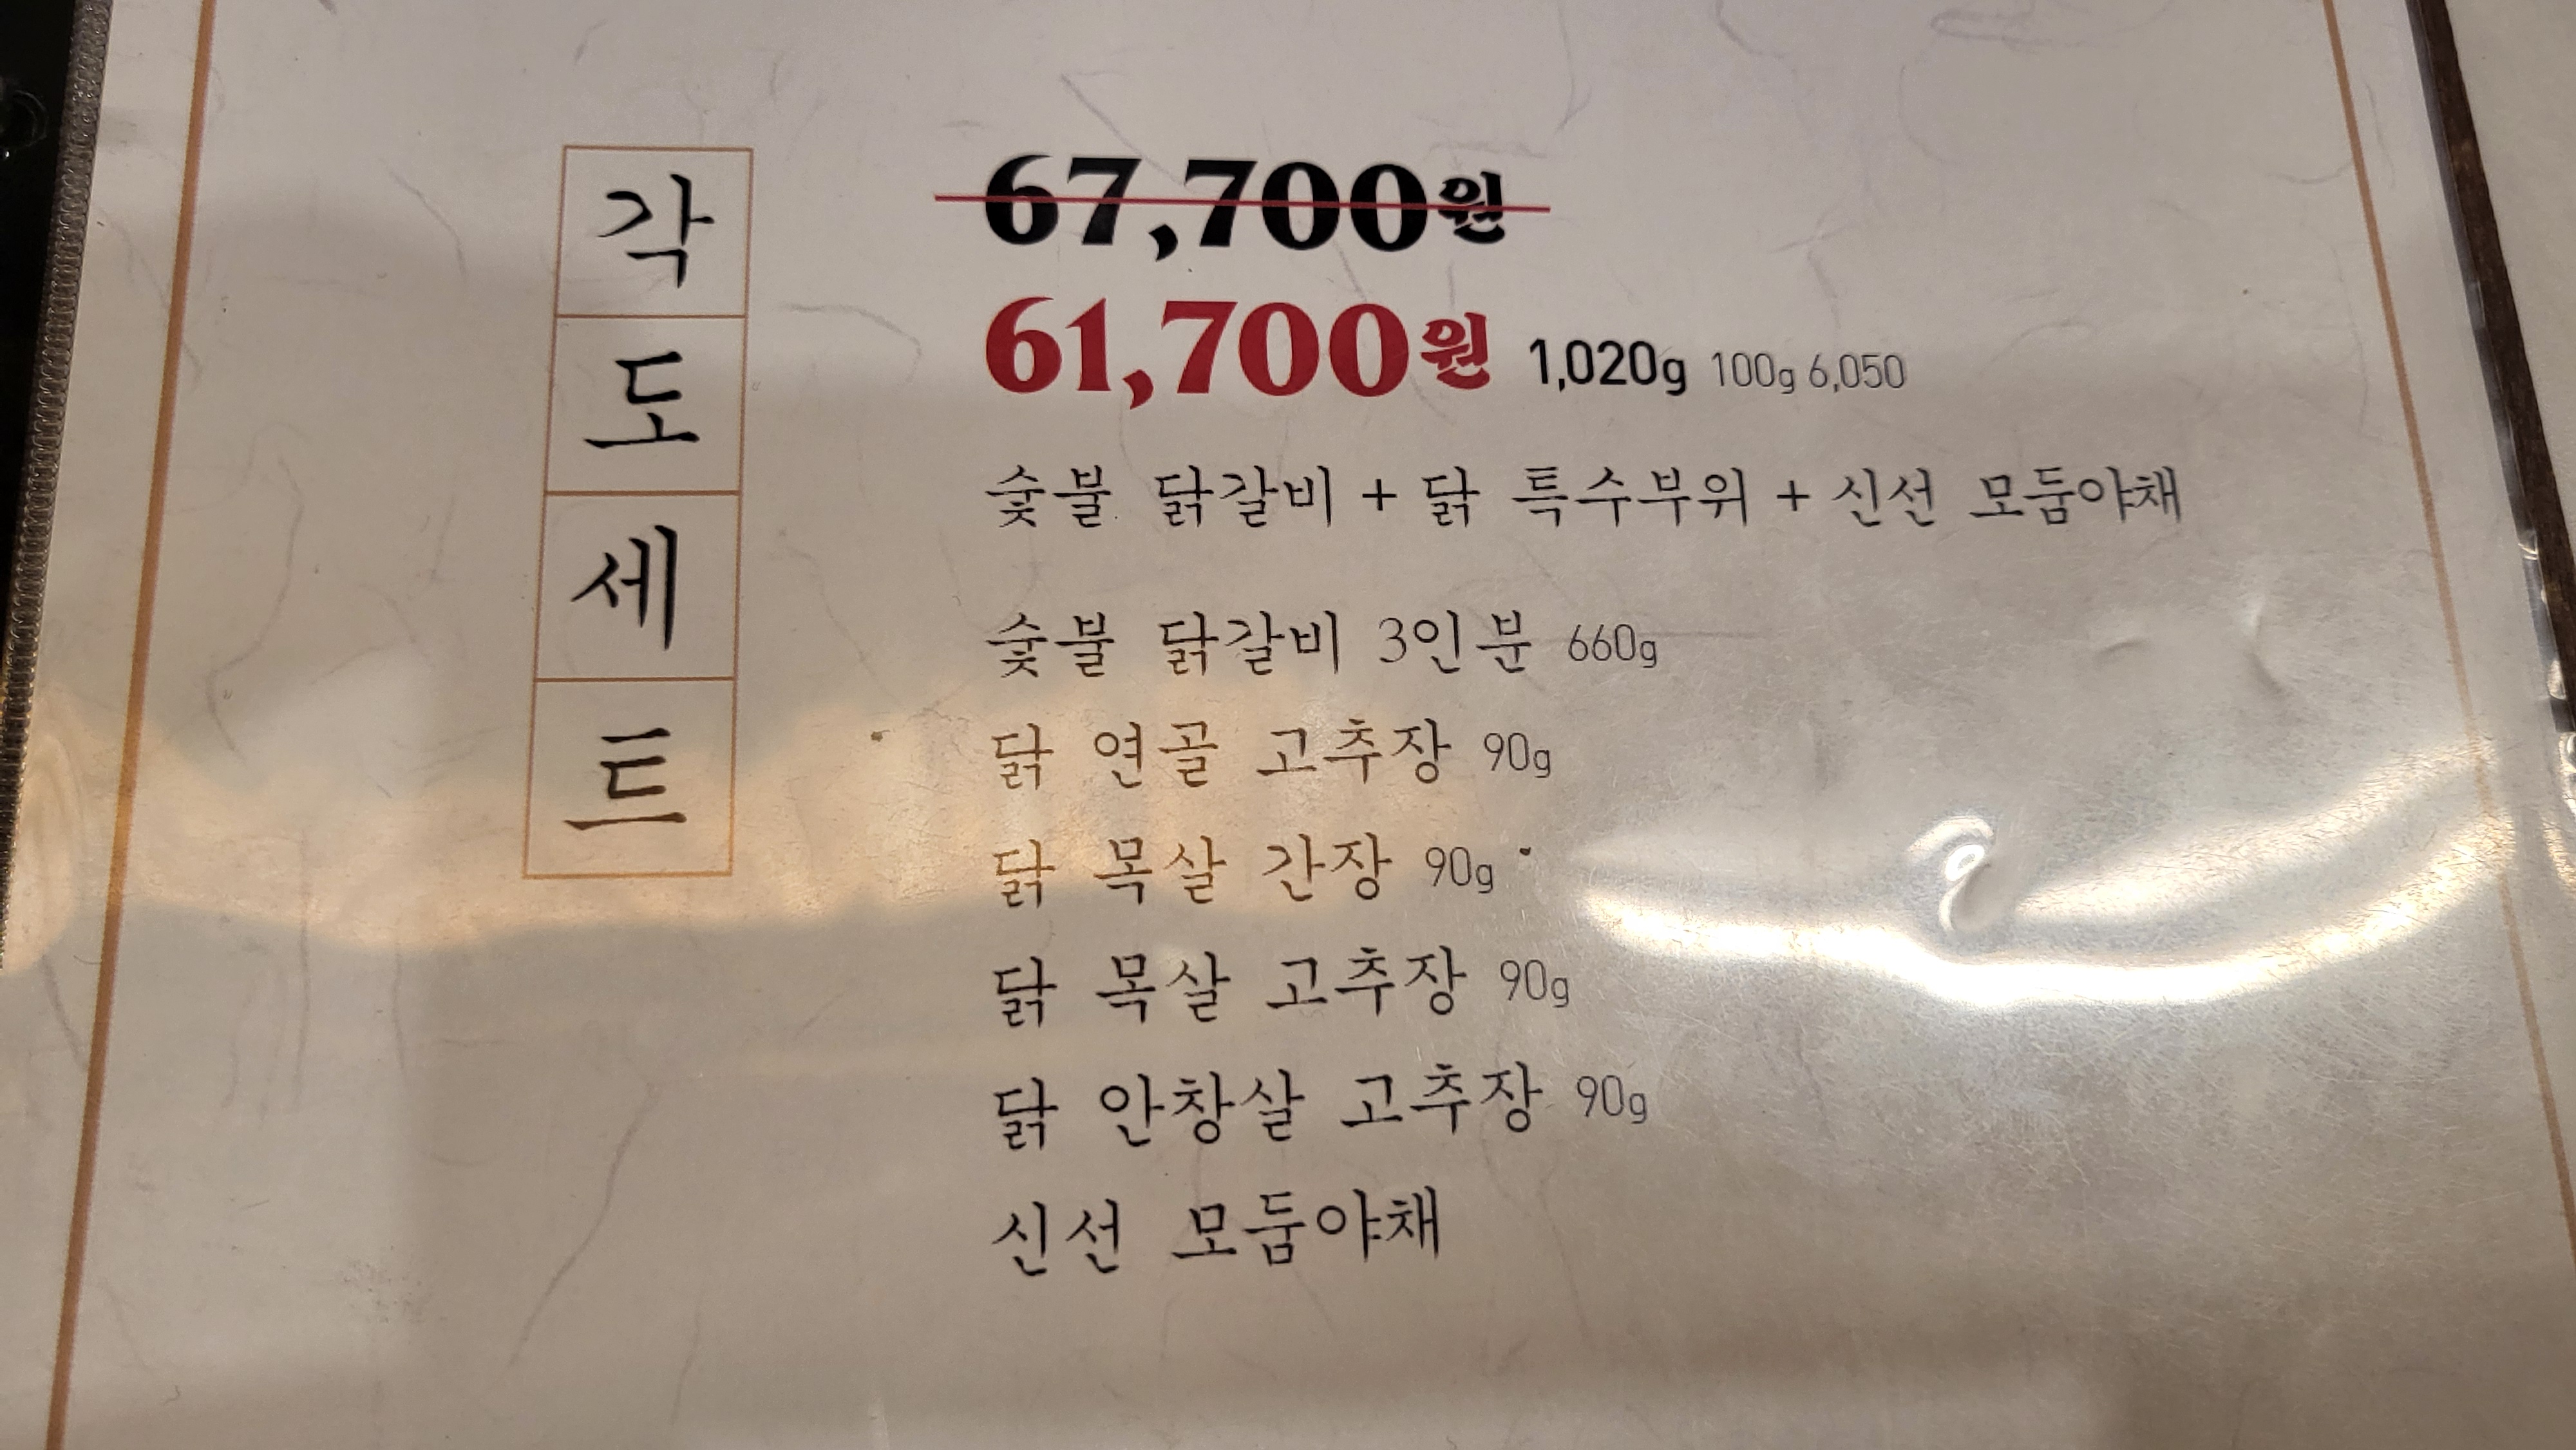 각도세트
67,700원
61,700원 1,020g 100g 6,050
숯불 닭갈비 + 닭 특수부위 + 신선 모둠야채
숯불 닭갈비 3인분 660g
닭 연골 고추장 90g
닭 목살 간장 90g
닭 목살 고추장 90g
닭 안창살 고추장 90g
신선 모둠야채